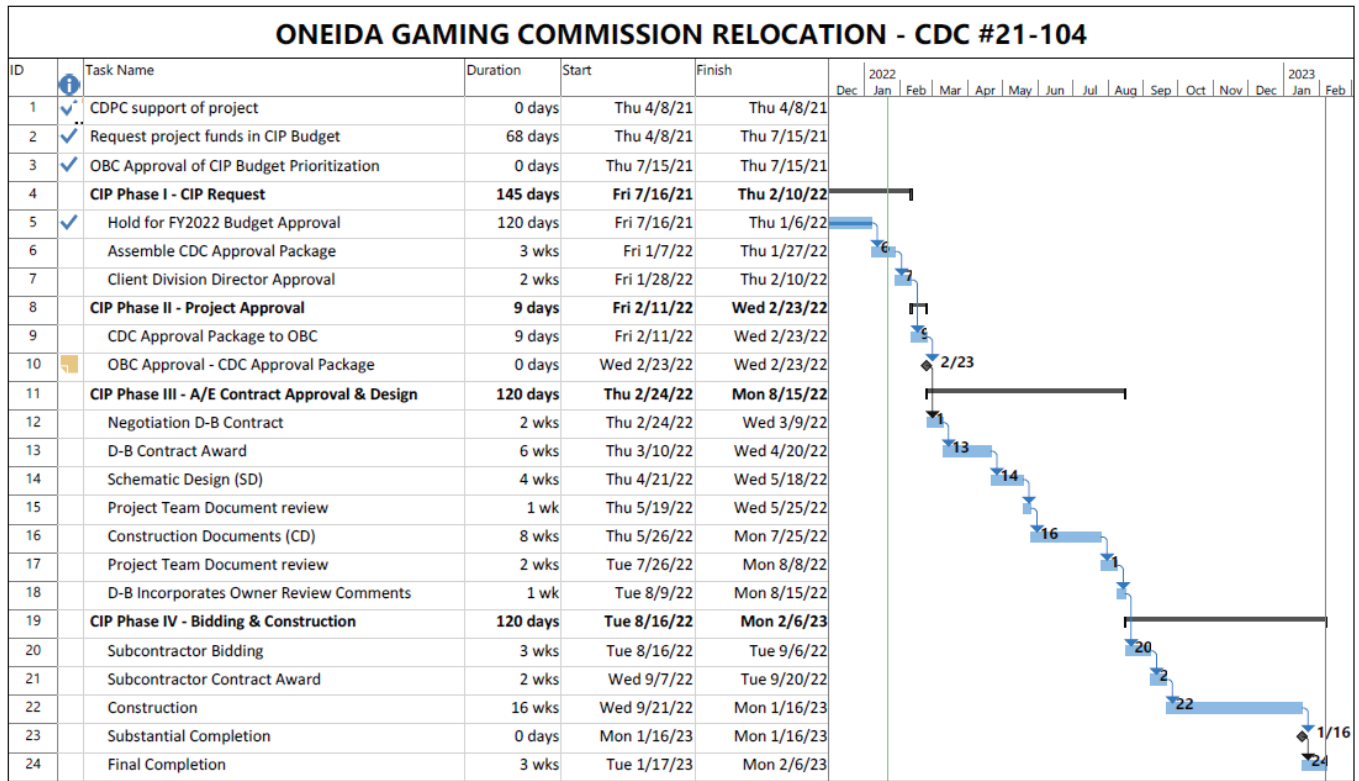 ONEIDA GAMING COMMISSION RELOCATION - CDC #21-104
ID Task Name Duration Start Finish 2022 2023
Dec Jan Feb Mar Apr May Jun Jul Aug Sep Oct Nov Dec Jan Feb
1 CDPC support of project 0 days Thu 4/8/21 Thu 4/8/21
2 Request project funds in CIP Budget 68 days Thu 4/8/21 Thu 7/15/21
3 OBC Approval of CIP Budget Prioritization 0 days Thu 7/15/21 Thu 7/15/21
4 CIP Phase I - CIP Request 145 days Fri 7/16/21 Thu 2/10/22
5 Hold for FY2022 Budget Approval 120 days Fri 7/16/21 Thu 1/6/22
6 Assemble CDC Approval Package 3 wks Fri 1/7/22 Thu 1/27/22 6
7 Client Division Director Approval 2 wks Fri 1/28/22 Thu 2/10/22 7
8 CIP Phase II - Project Approval 9 days Fri 2/11/22 Wed 2/23/22
9 CDC Approval Package to OBC 9 days Fri 2/11/22 Wed 2/23/22 9
10 OBC Approval - CDC Approval Package 0 days Wed 2/23/22 Wed 2/23/22 2/23
11 CIP Phase III - A/E Contract Approval & Design 120 days Thu 2/24/22 Mon 8/15/22
12 Negotiation D-B Contract 2 wks Thu 2/24/22 Wed 3/9/22 1
13 D-B Contract Award 6 wks Thu 3/10/22 Wed 4/20/22 13
14 Schematic Design (SD) 4 wks Thu 4/21/22 Wed 5/18/22 14
15 Project Team Document review 1 wk Thu 5/19/22 Wed 5/25/22
16 Construction Documents (CD) 8 wks Thu 5/26/22 Mon 7/25/22 16
17 Project Team Document review 2 wks Tue 7/26/22 Mon 8/8/22 1
18 D-B Incorporates Owner Review Comments 1 wk Tue 8/9/22 Mon 8/15/22
19 CIP Phase IV - Bidding & Construction 120 days Tue 8/16/22 Mon 2/6/23
20 Subcontractor Bidding 3 wks Tue 8/16/22 Tue 9/6/22 20
21 Subcontractor Contract Award 2 wks Wed 9/7/22 Tue 9/20/22 2
22 Construction 16 wks Wed 9/21/22 Mon 1/16/23 22
23 Substantial Completion 0 days Mon 1/16/23 Mon 1/16/23 1/16
24 Final Completion 3 wks Tue 1/17/23 Mon 2/6/23 24